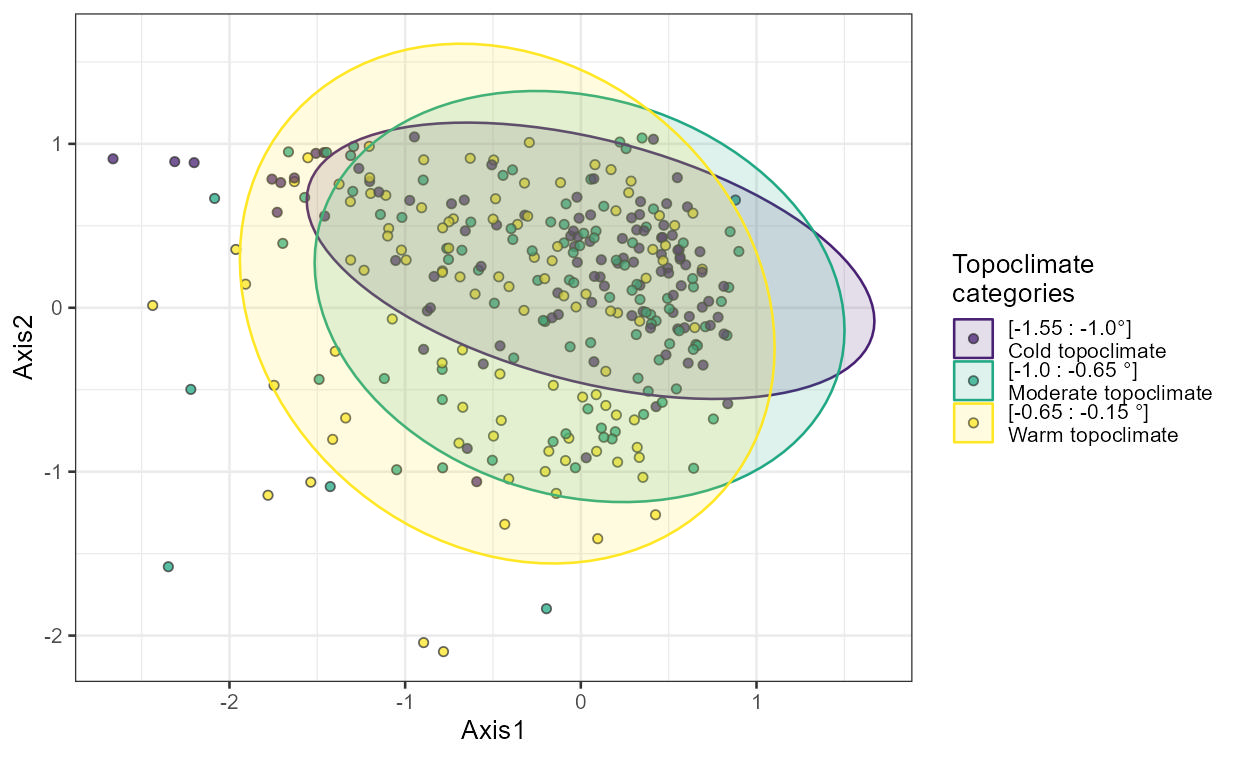 1
0
-1
-2
-2
-1
0
1
Axis1
Axis2
Topoclimate
categories
[-1.55 : -1.0°]
Cold topoclimate
[-1.0 : -0.65 °]
Moderate topoclimate
[-0.65 : -0.15 °]
Warm topoclimate